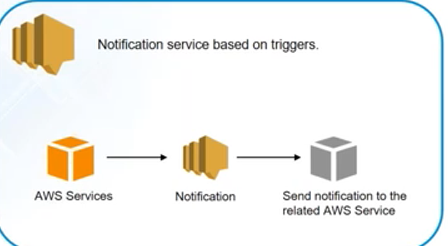 Notification service based on triggers.
AWS Services
Notification
Send notification to the
related AWS Service